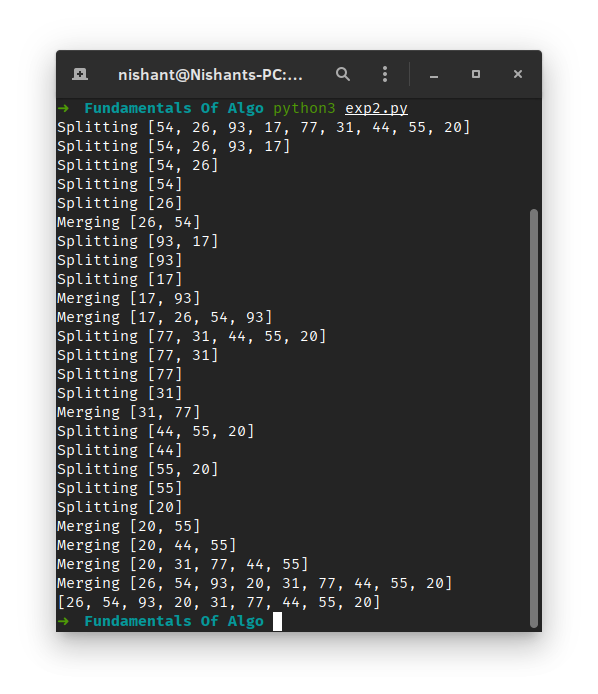 nishant@Nishants-PC:...
➜ Fundamentals Of Algo python3 exp2.py
Splitting [54, 26, 93, 17, 77, 31, 44, 55, 20]
Splitting [54, 26, 93, 17]
Splitting [54, 26]
Splitting [54]
Splitting [26]
Merging [26, 54]
Splitting [93, 17]
Splitting [93]
Splitting [17]
Merging [17, 93]
Merging [17, 26, 54, 93]
Splitting [77, 31, 44, 55, 20]
Splitting [77, 31]
Splitting [77]
Splitting [31]
Merging [31, 77]
Splitting [44, 55, 20]
Splitting [44]
Splitting [55, 20]
Splitting [55]
Splitting [20]
Merging [20, 55]
Merging [20, 44, 55]
Merging [20, 31, 77, 44, 55]
Merging [26, 54, 93, 20, 31, 77, 44, 55, 20]
[26, 54, 93, 20, 31, 77, 44, 55, 20]
➜ Fundamentals Of Algo